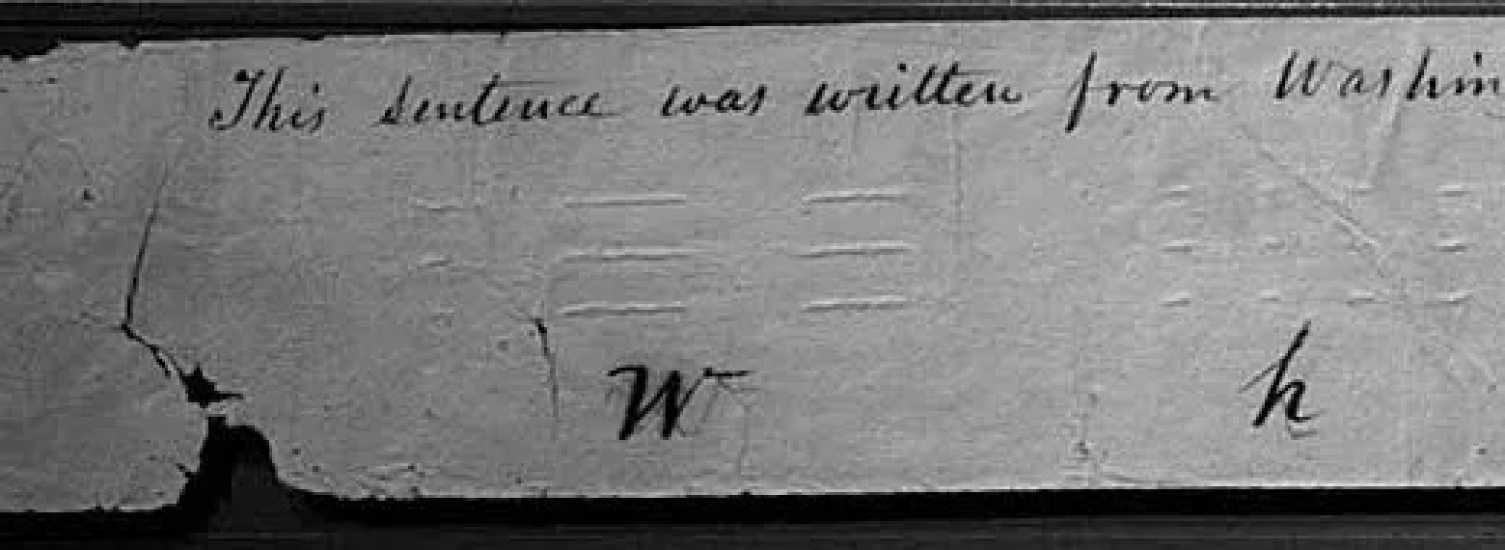 This sentence was written from Washin
W h